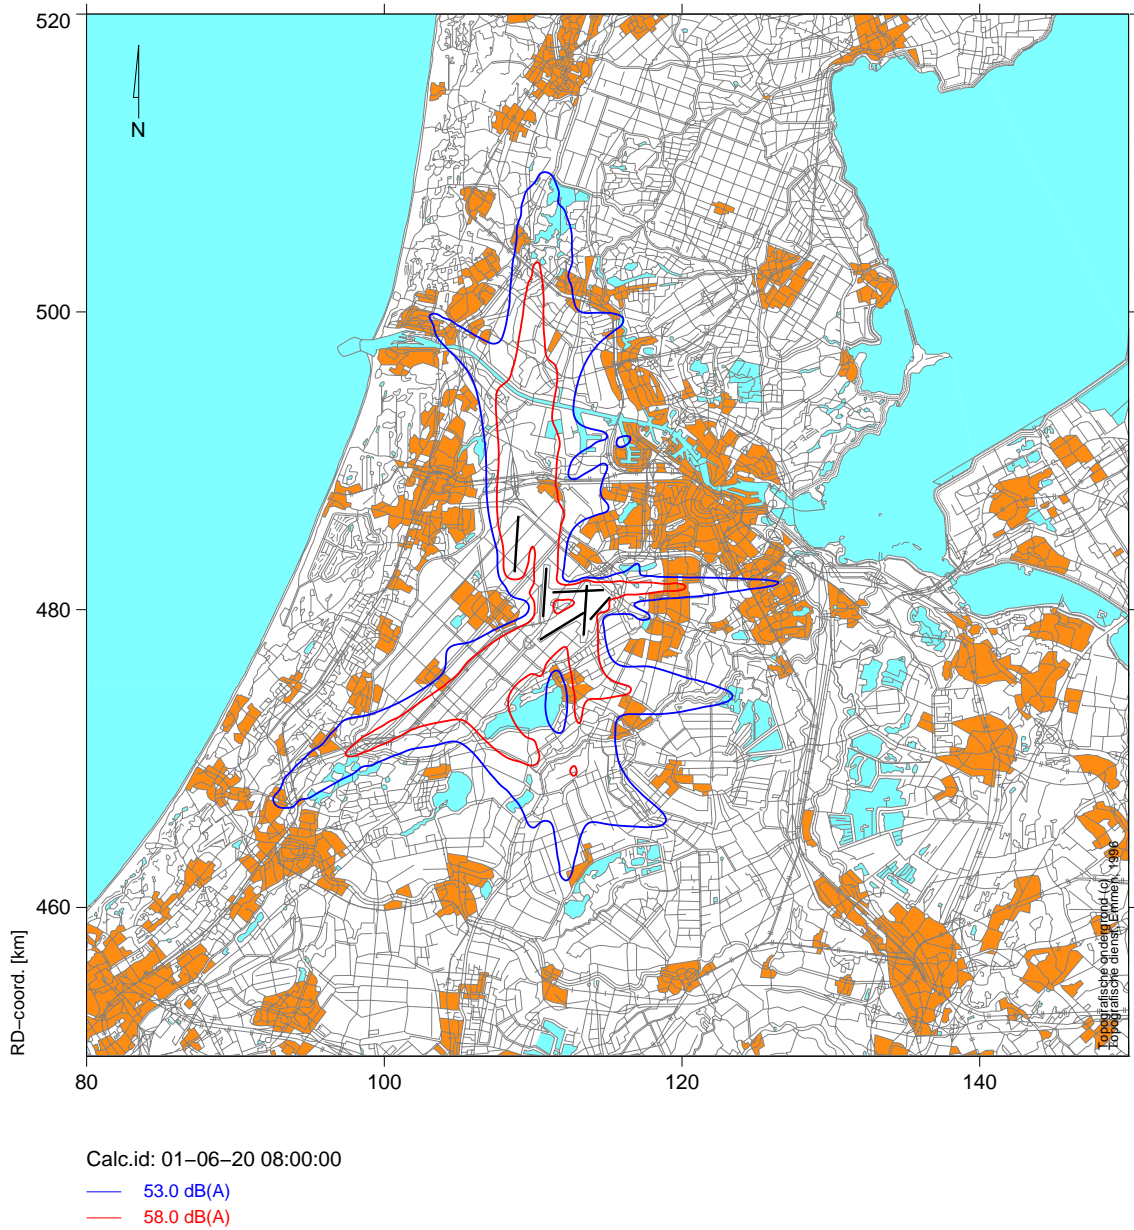 520
N
500
480
460
RD−coord. [km]
80
100
120
140
Topografische ondergrond (c)
Topografische dienst, Emmen, 1996
Calc.id: 01−06−20 08:00:00
53.0 dB(A)
58.0 dB(A)